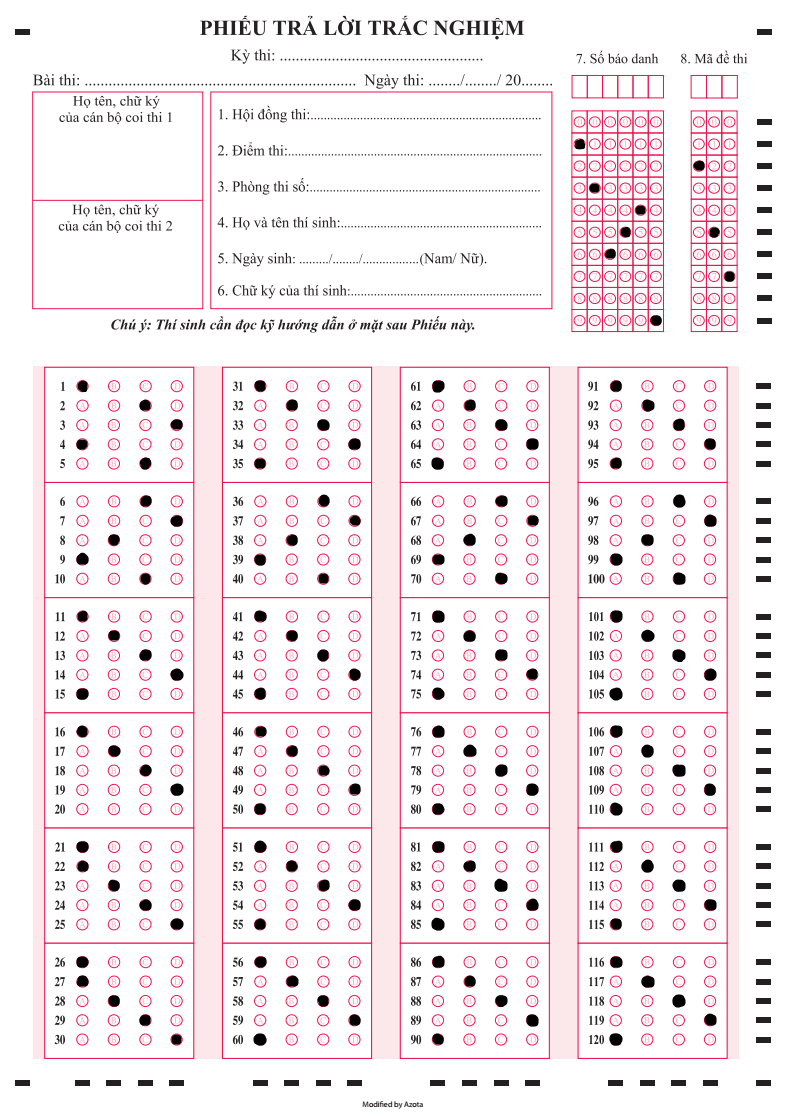 PHIẾU TRẢ LỜI TRẮC NGHIỆM
Kỳ thi: ...................................................
Bài thi: ........................................................ Ngày thi: ......../......../ 20........
7. Số báo danh
8. Mã đề thi
Họ tên, chữ ký
của cán bộ coi thi 1
Họ tên, chữ ký
của cán bộ coi thi 2
1. Hội đồng thi:......................................................................
2. Điểm thi:.............................................................................
3. Phòng thi số:......................................................................
4. Họ và tên thí sinh:.............................................................
5. Ngày sinh: ........./......../.................(Nam/ Nữ).
6. Chữ ký của thí sinh:..........................................................
Chú ý: Thí sinh cần đọc kỹ hướng dẫn ở mặt sau Phiếu này.
1 31 61 91
2 32 62 92
3 33 63 93
4 34 64 94
5 35 65 95
6 36 66 96
7 37 67 97
8 38 68 98
9 39 69 99
10 40 70 100
11 41 71 101
12 42 72 102
13 43 73 103
14 44 74 104
15 45 75 105
16 46 76 106
17 47 77 107
18 48 78 108
19 49 79 109
20 50 80 110
21 51 81 111
22 52 82 112
23 53 83 113
24 54 84 114
25 55 85 115
26 56 86 116
27 57 87 117
28 58 88 118
29 59 89 119
30 60 90 120
Modified by Azota